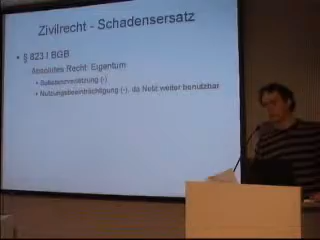 Zivilrecht - Schadensersatz
§ 823 I BGB
Absolutes Recht: Eigentum
Substanzverletzung (-)
Nutzungsbeeinträchtigung (-), da Netz weiter benutzbar